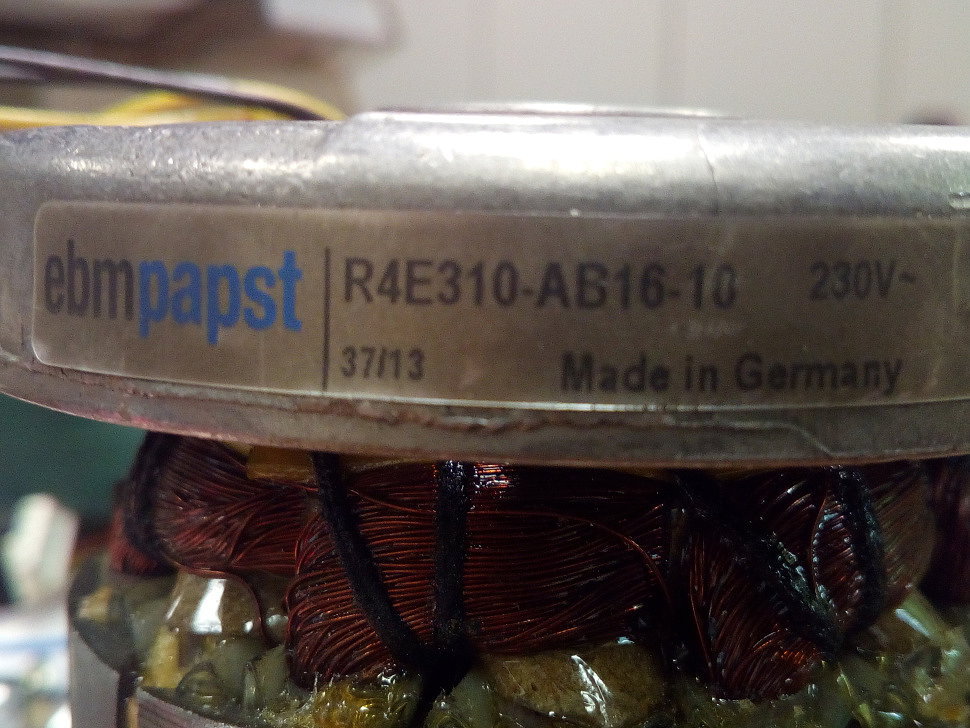 ebmpapst R4E310-AB16-10 230V~
37/13 Made in Germany